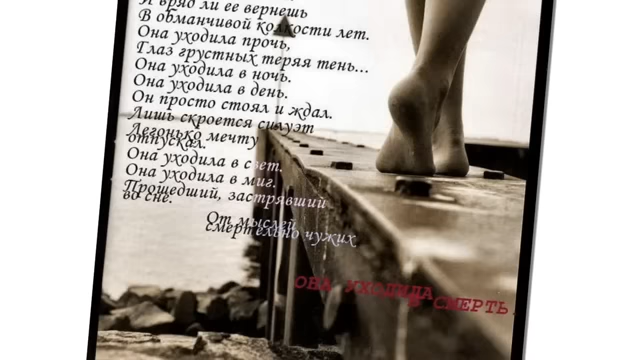 И вряд ли ее вернешь
В обманчивой колкости лет.
Она уходила прочь,
Глаз грустных теряя тень...
Она уходила в ночь.
Она уходила в день.
Он просто стоял и ждал.
Лишь скроется силуэт
Легонько мечту
отпускал.
Она уходила в свет.
Она уходила в миг.
Прошедший, застрявший
во сне.
От мыслей
смертельно чужих
ОНА УХОДИЛА
В СМЕРТЬ.